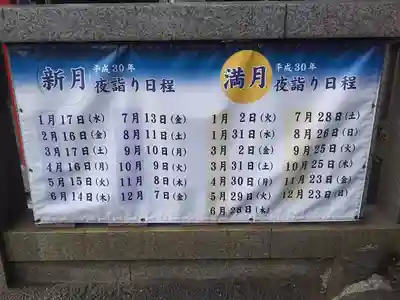 新月 平成30年
夜詣り日程
1月17日(水) 7月13日(金)
2月16日(金) 8月11日(土)
3月17日(土) 9月10日(月)
4月16日(月) 10月9日(火)
5月15日(火) 11月8日(木)
6月14日(木) 12月7日(金)
満月 平成30年
夜詣り日程
1月2日(火) 7月28日(土)
1月31日(水) 8月26日(日)
3月2日(金) 9月25日(火)
3月31日(土) 10月25日(木)
4月30日(月) 11月23日(金)
5月29日(火) 12月23日(日)
6月28日(木)